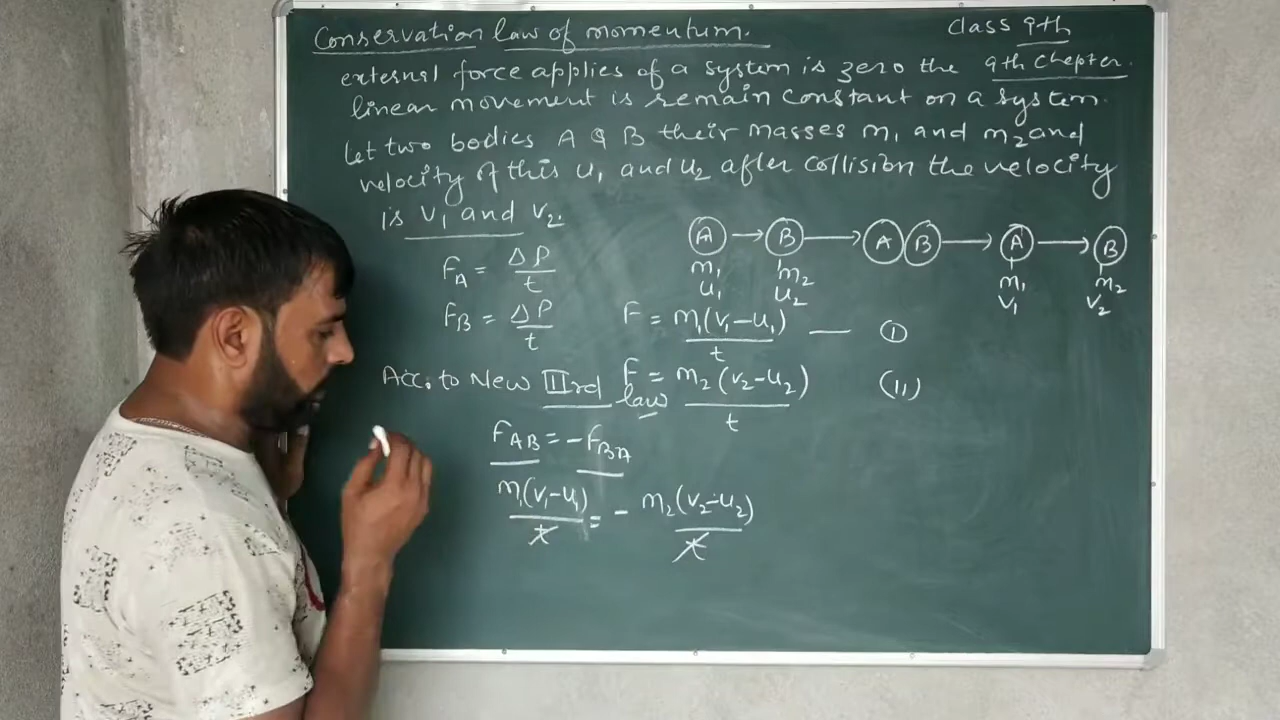 Conservation law of momentum.
Class 9th
9th Chepter.
external force applies of a system is zero the
linear movement is remain constant on a system.
Let two bodies A & B their masses m₁ and m₂ and
velocity of this u₁ and u₂ after collision the velocity
is v₁ and v₂.
A → B → A B → A → B
m₁ m₂ m₁ m₂
u₁ u₂ v₁ v₂
F_A = ΔP/t
F_B = ΔP/t
F = m₁(v₁-u₁)/t — (I)
Acc. to New IIIrd law
F = m₂(v₂-u₂)/t (II)
F_AB = -F_BA
m₁(v₁-u₁)/t = - m₂(v₂-u₂)/t